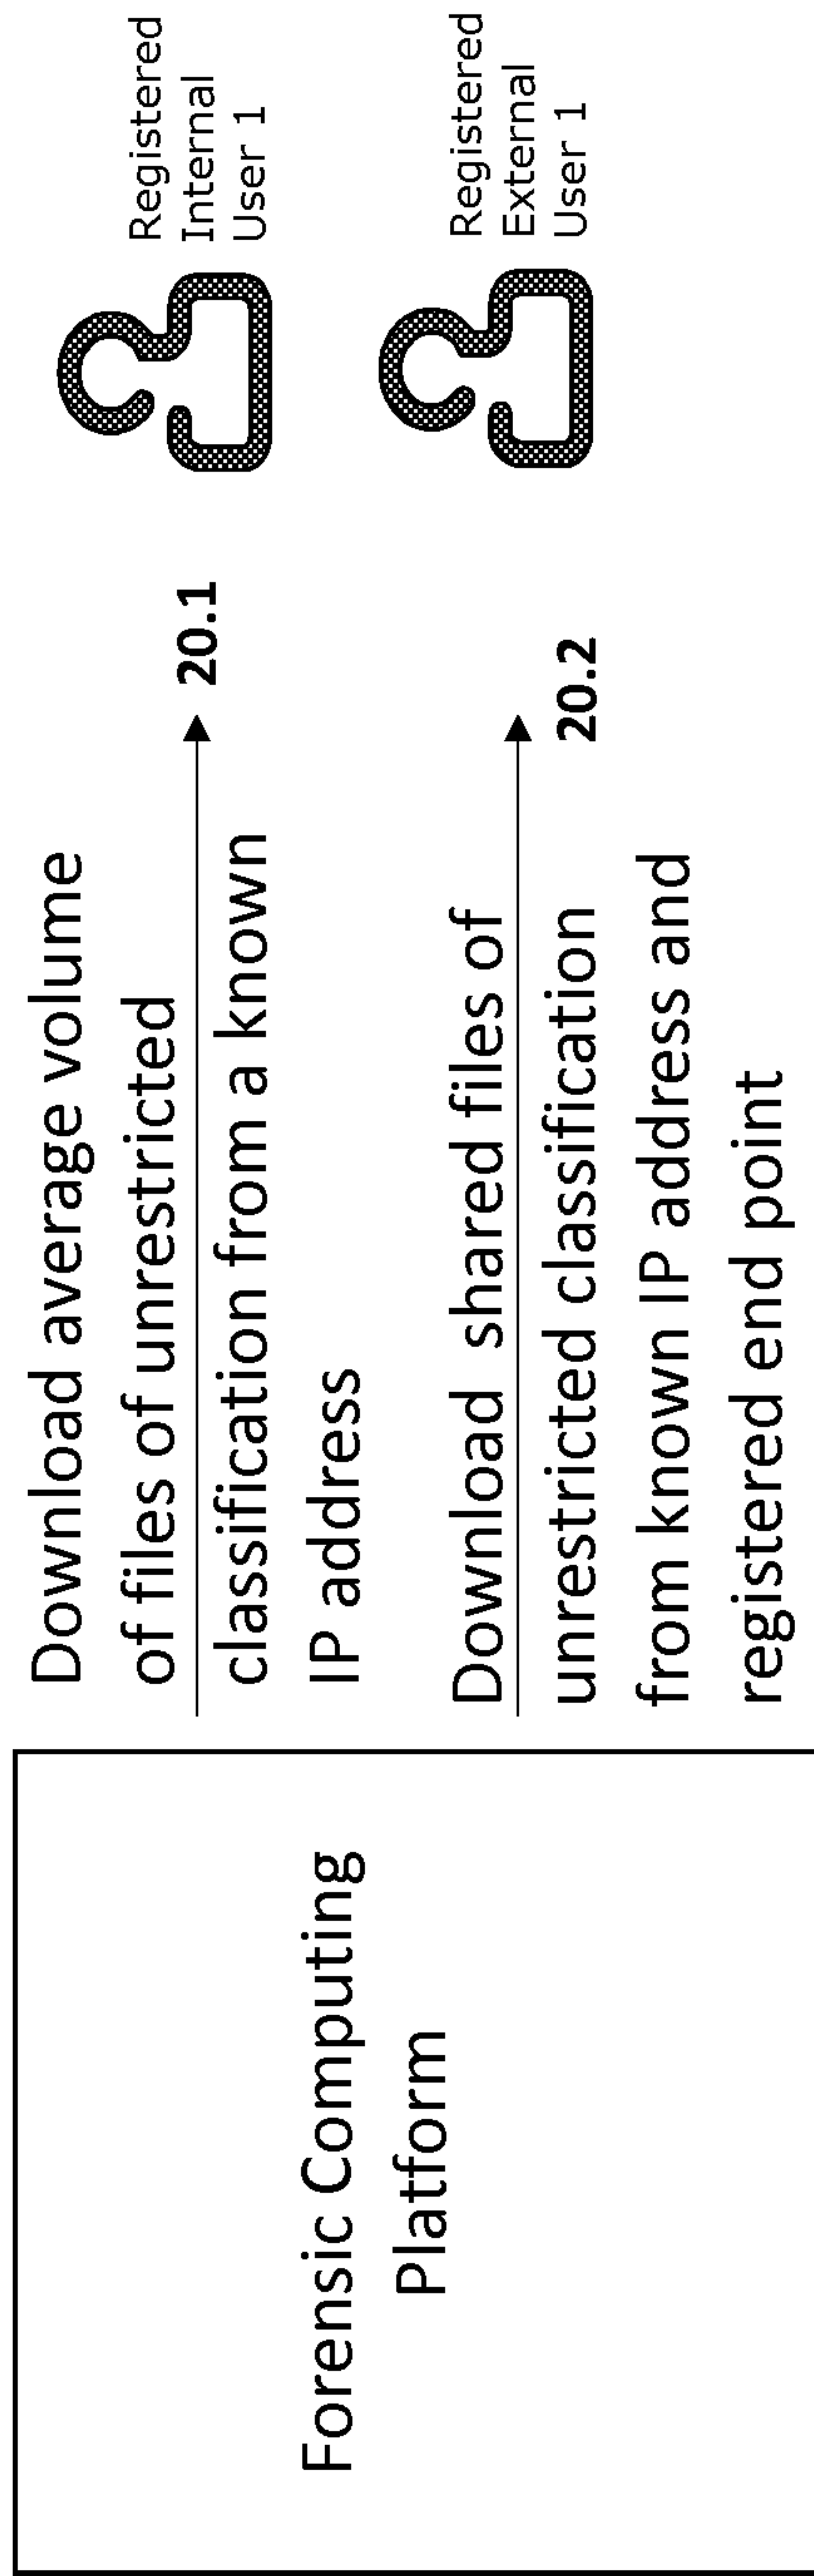 Forensic Computing
Platform
Download average volume
of files of unrestricted
classification from a known
IP address
20.1
Registered
Internal
User 1
Download shared files of
unrestricted classification
from known IP address and
registered end point
20.2
Registered
External
User 1